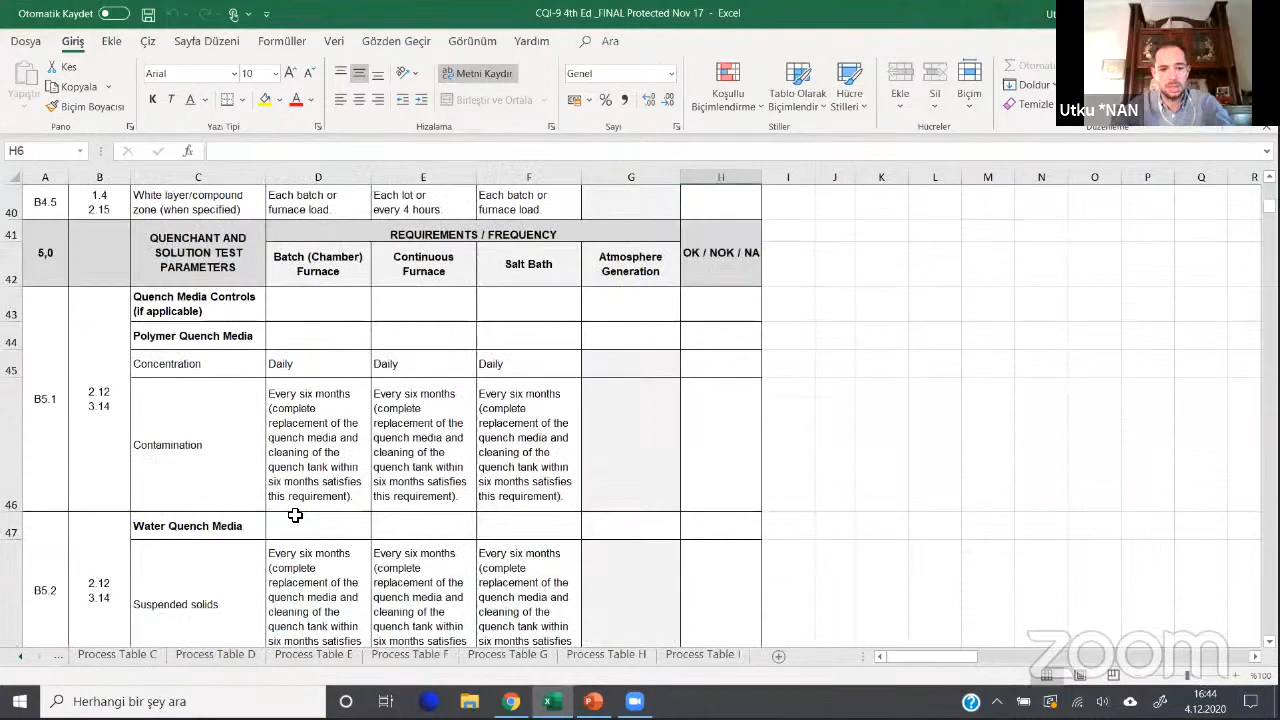 Otomatik Kaydet
CQI-9 4th Ed _FINAL Protected Nov 17 - Excel
Ut
Dosya Giriş Ekle Çiz Sayfa Düzeni Formüller Veri Gözden Geçir Görünüm Yardım Ara
Yapıştır
Kes
Kopyala
Biçim Boyacısı
Pano
Arial 10
K T A
Yazı Tipi
Metni Kaydır
Birleştir ve Ortala
Hizalama
Genel
Sayı
Koşullu Biçimlendirme
Tablo Olarak Biçimlendir
Hücre Stilleri
Stiller
Ekle Sil Biçim
Hücreler
Otomatik
Doldur
Temizle
Düzenleme
Utku *NAN
H6
fx
A B C D E F G H I J K L M N O P Q R
40 B4.5 1.4
2.15
White layer/compound
zone (when specified)
Each batch or
furnace load.
Each lot or
every 4 hours.
Each batch or
furnace load.
41
42
5,0
QUENCHANT AND
SOLUTION TEST
PARAMETERS
REQUIREMENTS / FREQUENCY
Batch (Chamber)
Furnace
Continuous
Furnace
Salt Bath
Atmosphere
Generation
OK / NOK / NA
43 Quench Media Controls
(if applicable)
44 Polymer Quench Media
45 Concentration Daily Daily Daily
B5.1
2.12
3.14
46 Contamination
Every six months
(complete
replacement of the
quench media and
cleaning of the
quench tank within
six months satisfies
this requirement).
Every six months
(complete
replacement of the
quench media and
cleaning of the
quench tank within
six months satisfies
this requirement).
Every six months
(complete
replacement of the
quench media and
cleaning of the
quench tank within
six months satisfies
this requirement).
47 Water Quench Media
B5.2
2.12
3.14
Suspended solids
Every six months
(complete
replacement of the
quench media and
cleaning of the
quench tank within
six months satisfies
Every six months
(complete
replacement of the
quench media and
cleaning of the
quench tank within
six months satisfies
Every six months
(complete
replacement of the
quench media and
cleaning of the
quench tank within
six months satisfies
... Process Table C Process Table D Process Table E Process Table F Process Table G Process Table H Process Table I
zoom
%100
Herhangi bir şey ara
16:44
4.12.2020